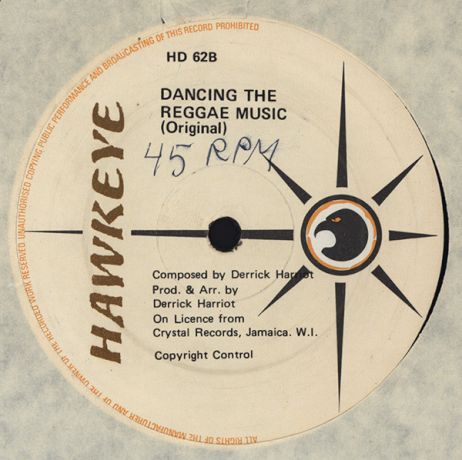 HD 62B
DANCING THE
REGGAE MUSIC
(Original)
45 RPM
HAWKEYE
Composed by Derrick Harriot
Prod. & Arr. by
Derrick Harriot
On Licence from
Crystal Records, Jamaica. W.I.
Copyright Control
ALL RIGHTS OF THE MANUFACTURER AND OF THE OWNER OF THE RECORDED WORK RESERVED UNAUTHORISED COPYING PUBLIC PERFORMANCE AND BROADCASTING OF THIS RECORD PROHIBITED